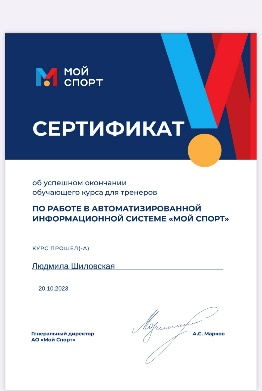 МОЙ
СПОРТ
СЕРТИФИКАТ
об успешном окончании
обучающего курса для тренеров
ПО РАБОТЕ В АВТОМАТИЗИРОВАННОЙ
ИНФОРМАЦИОННОЙ СИСТЕМЕ «МОЙ СПОРТ»
КУРС ПРОШЕЛ(-А)
Людмила Шиловская
20.10.2023
Генеральный директор
АО «Мой Спорт»
А.С. Марков